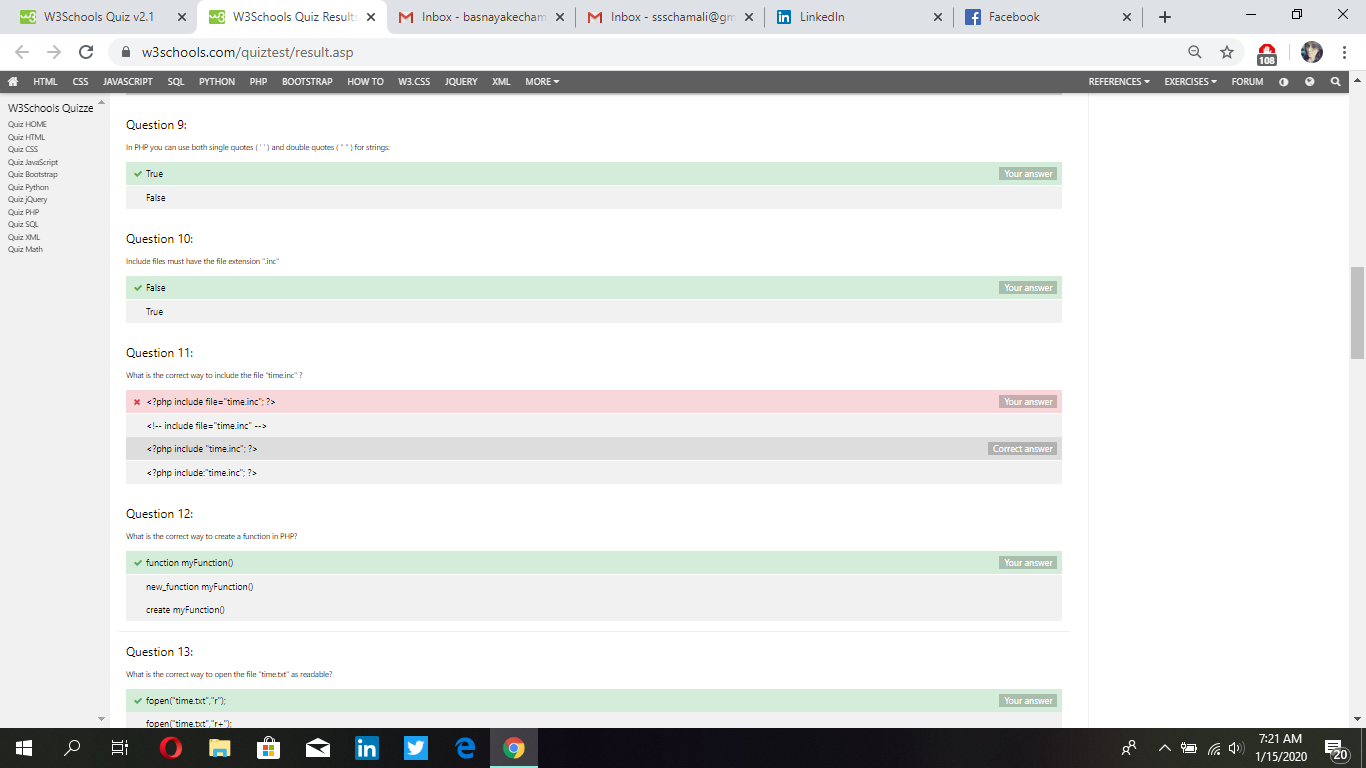 W3Schools Quiz v2.1
W3Schools Quiz Results
Inbox - basnayakecham
Inbox - ssschamali@gm
LinkedIn
Facebook
w3schools.com/quiztest/result.asp
108
HTML CSS JAVASCRIPT SQL PYTHON PHP BOOTSTRAP HOW TO W3.CSS JQUERY XML MORE REFERENCES EXERCISES FORUM
W3Schools Quizze
Quiz HOME
Quiz HTML
Quiz CSS
Quiz JavaScript
Quiz Bootstrap
Quiz Python
Quiz jQuery
Quiz PHP
Quiz SQL
Quiz XML
Quiz Math
Question 9:
In PHP you can use both single quotes ( ' ' ) and double quotes ( " " ) for strings:
True Your answer
False
Question 10:
Include files must have the file extension ".inc"
False Your answer
True
Question 11:
What is the correct way to include the file "time.inc" ?
<?php include file="time.inc"; ?> Your answer
<!-- include file="time.inc" -->
<?php include "time.inc"; ?> Correct answer
<?php include:"time.inc"; ?>
Question 12:
What is the correct way to create a function in PHP?
function myFunction() Your answer
new_function myFunction()
create myFunction()
Question 13:
What is the correct way to open the file "time.txt" as readable?
fopen("time.txt","r"); Your answer
fopen("time.txt","r+");
7:21 AM
1/15/2020
20